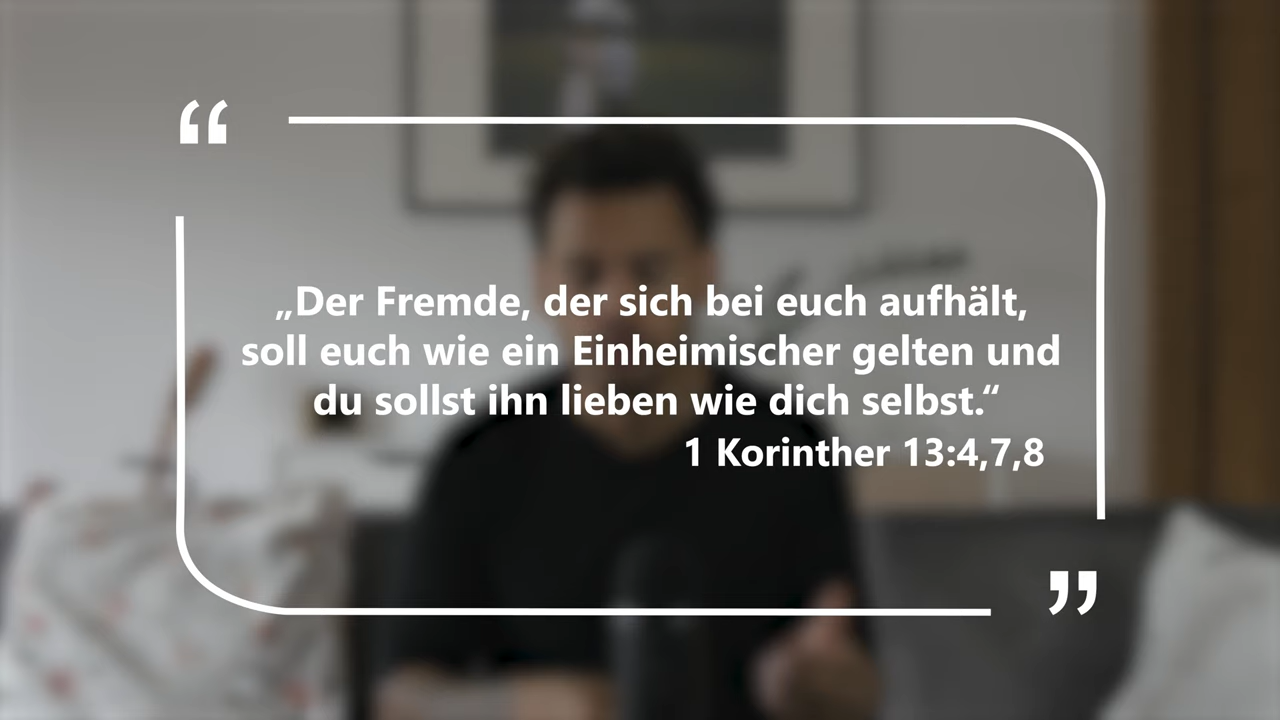 „Der Fremde, der sich bei euch aufhält,
soll euch wie ein Einheimischer gelten und
du sollst ihn lieben wie dich selbst.“
1 Korinther 13:4,7,8